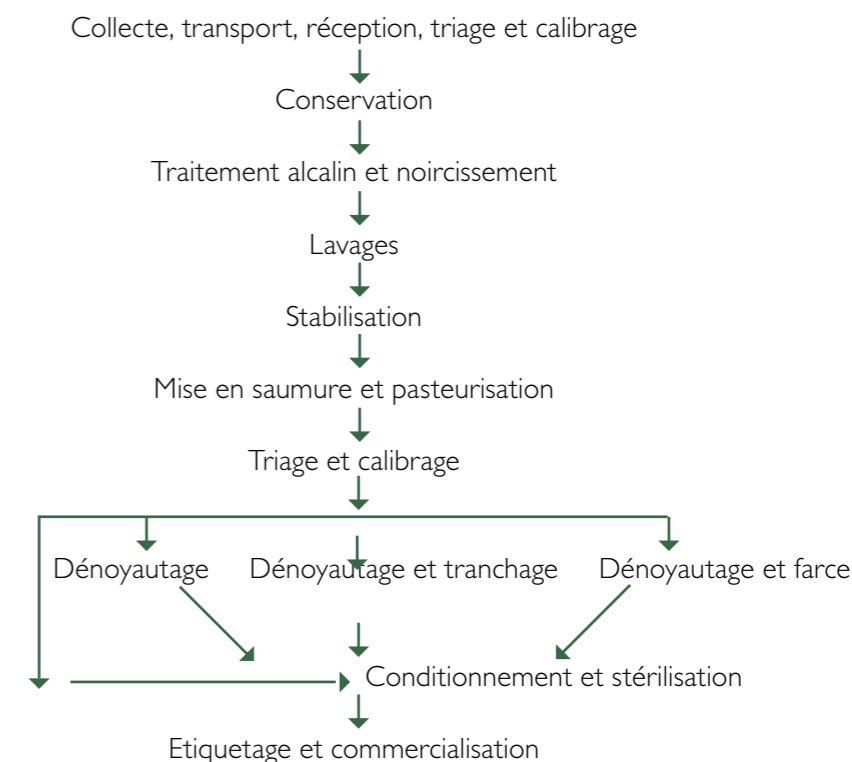 Collecte, transport, réception, triage et calibrage
Conservation
Traitement alcalin et noircissement
Lavages
Stabilisation
Mise en saumure et pasteurisation
Triage et calibrage
Dénoyautage Dénoyautage et tranchage Dénoyautage et farce
Conditionnement et stérilisation
Etiquetage et commercialisation